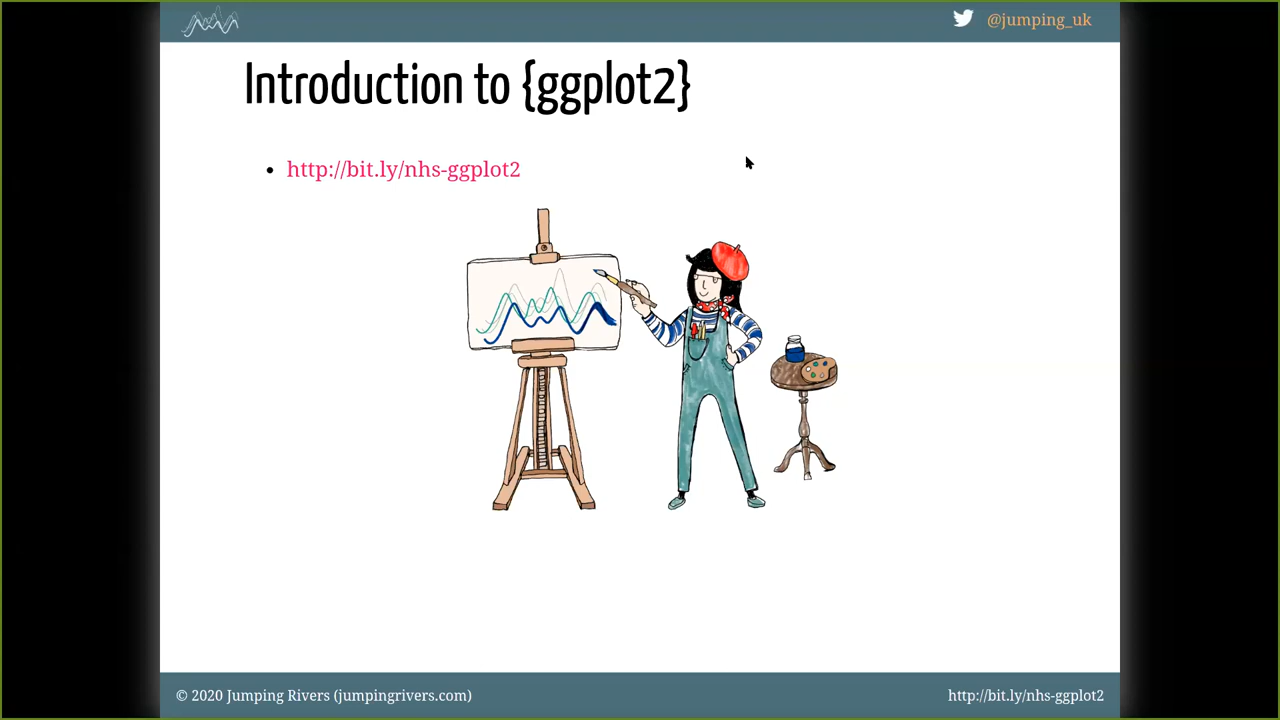 @jumping_uk
Introduction to {ggplot2}
• http://bit.ly/nhs-ggplot2
© 2020 Jumping Rivers (jumpingrivers.com)
http://bit.ly/nhs-ggplot2